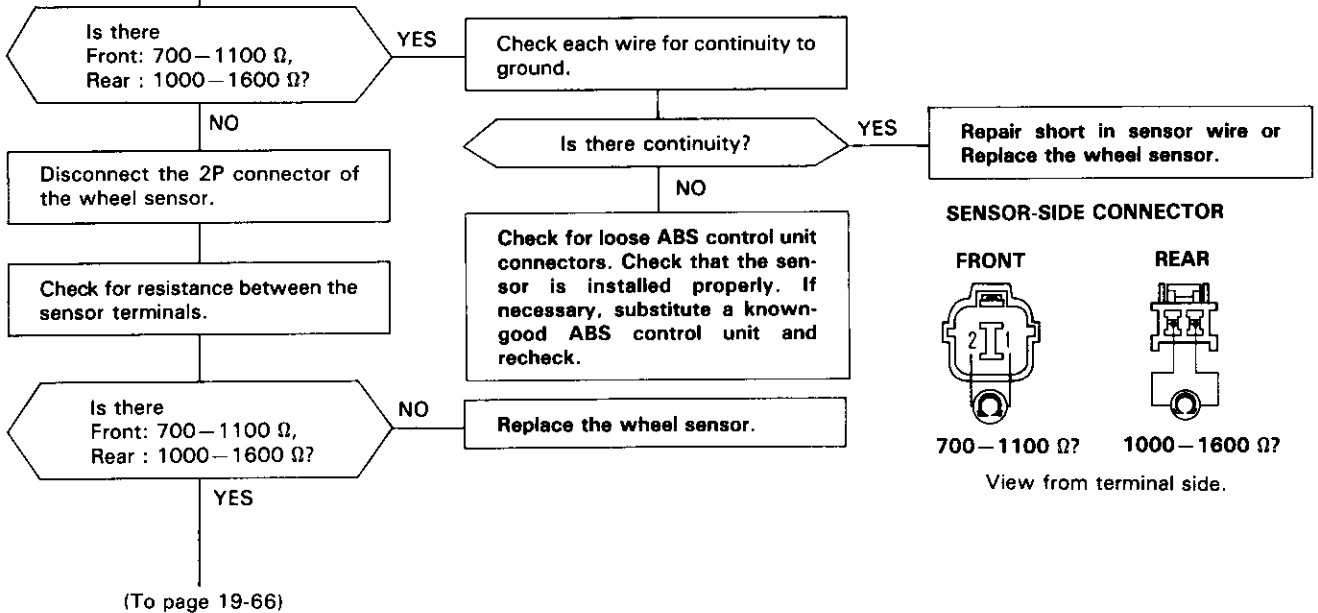 Is there
Front: 700–1100 Ω,
Rear : 1000–1600 Ω?
YES
Check each wire for continuity to
ground.
NO
Is there continuity?
YES
Repair short in sensor wire or
Replace the wheel sensor.
Disconnect the 2P connector of
the wheel sensor.
NO
Check for loose ABS control unit
connectors. Check that the sen-
sor is installed properly. If
necessary, substitute a known-
good ABS control unit and
recheck.
SENSOR-SIDE CONNECTOR
FRONT
REAR
2 1
Ω
Ω
700–1100 Ω?
1000–1600 Ω?
View from terminal side.
Check for resistance between the
sensor terminals.
Is there
Front: 700–1100 Ω,
Rear : 1000–1600 Ω?
NO
Replace the wheel sensor.
YES
(To page 19-66)